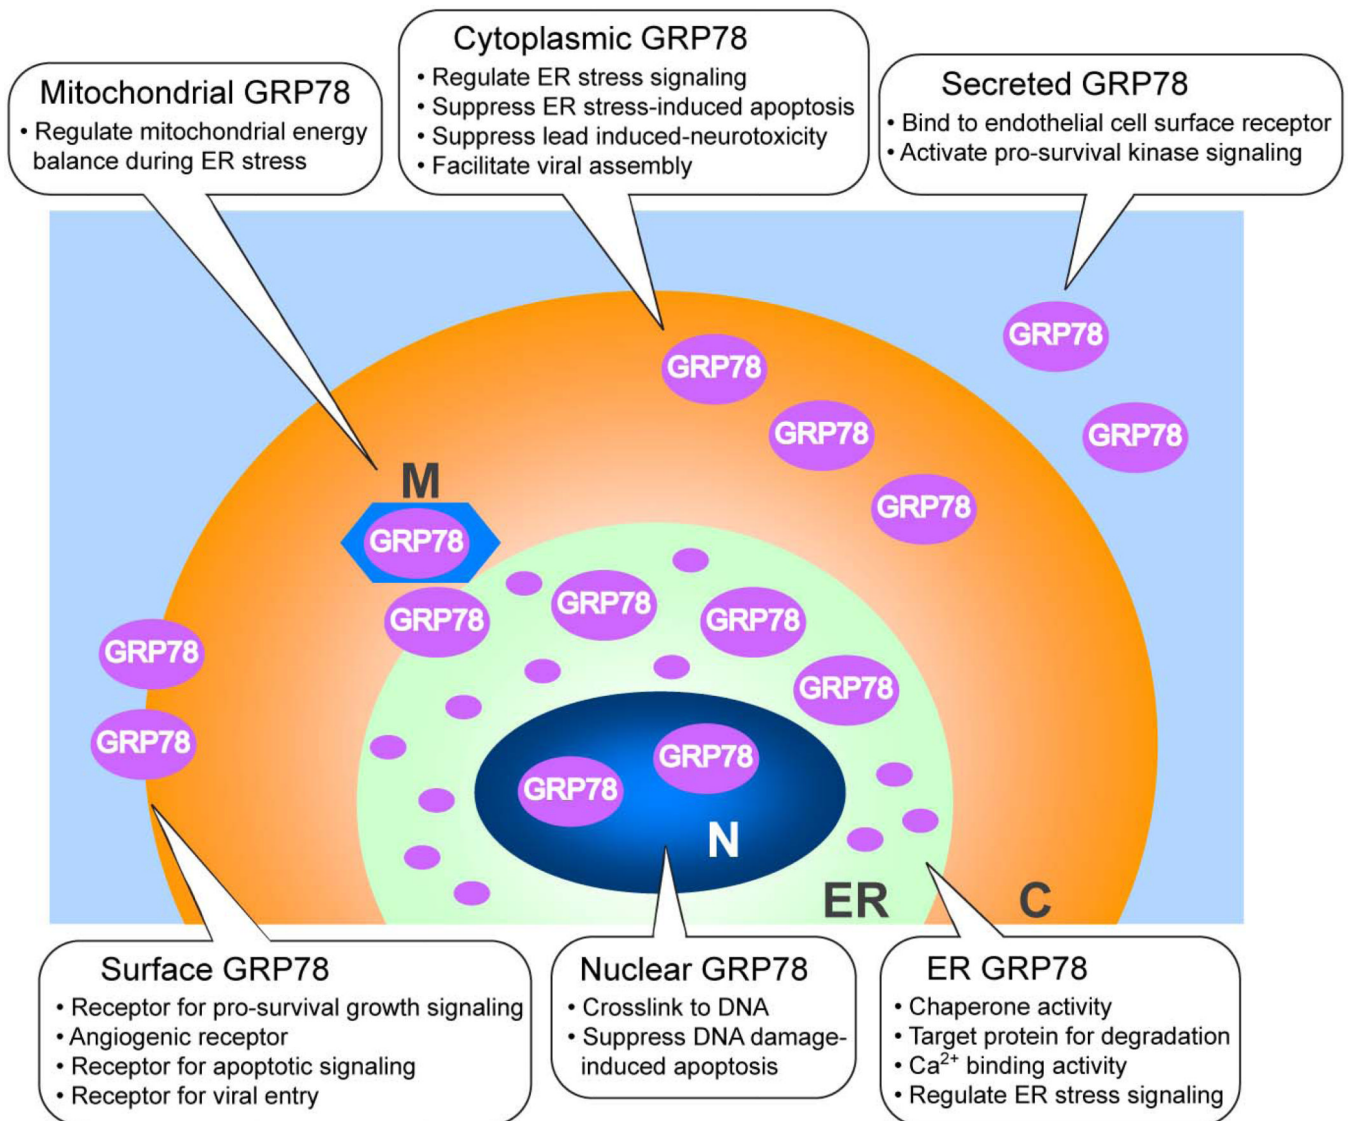 Cytoplasmic GRP78
• Regulate ER stress signaling
• Suppress ER stress-induced apoptosis
• Suppress lead induced-neurotoxicity
• Facilitate viral assembly
Mitochondrial GRP78
• Regulate mitochondrial energy
balance during ER stress
Secreted GRP78
• Bind to endothelial cell surface receptor
• Activate pro-survival kinase signaling
GRP78
GRP78
GRP78
GRP78
GRP78
M
GRP78
GRP78
GRP78
GRP78
GRP78
GRP78
GRP78
GRP78
GRP78
N
ER
C
Surface GRP78
• Receptor for pro-survival growth signaling
• Angiogenic receptor
• Receptor for apoptotic signaling
• Receptor for viral entry
Nuclear GRP78
• Crosslink to DNA
• Suppress DNA damage-
induced apoptosis
ER GRP78
• Chaperone activity
• Target protein for degradation
• Ca²⁺ binding activity
• Regulate ER stress signaling